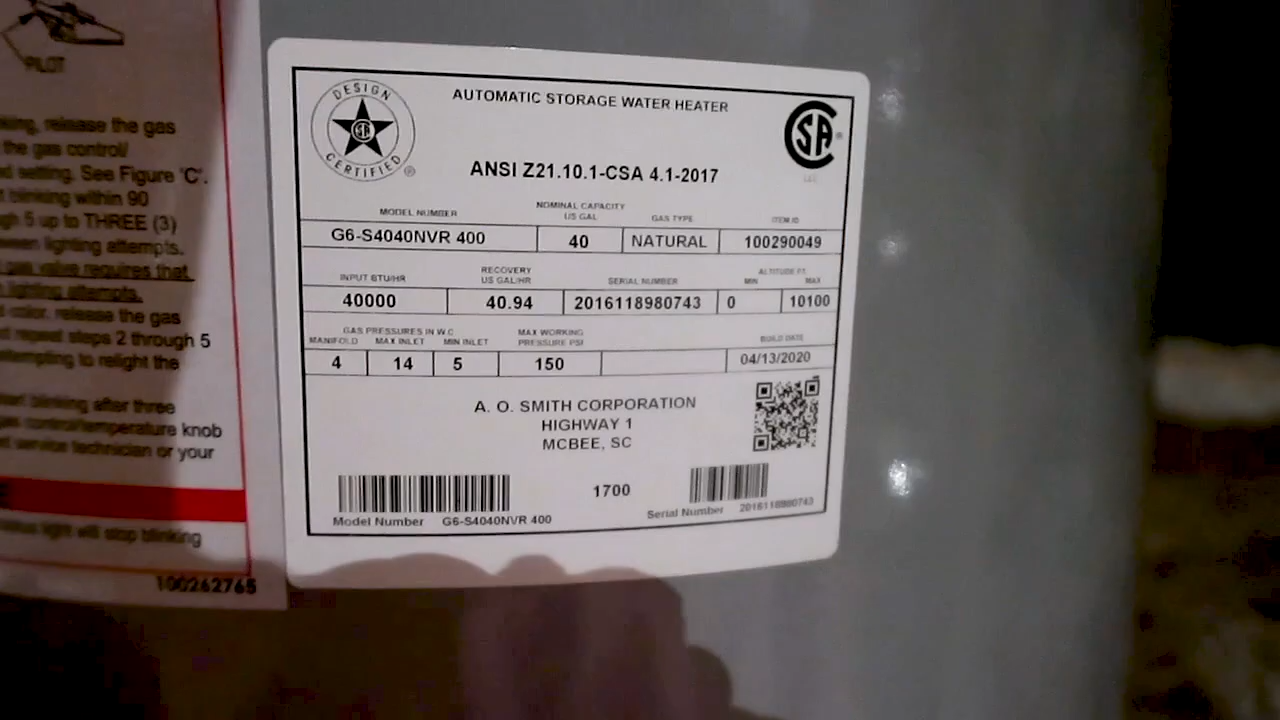 PILOT
release the gas
the gas control/
setting. See Figure 'C'.
blinking within 90
5 up to THREE (3)
lighting attempts.
gas valve requires that
lighting attempts.
color, release the gas
repeat steps 2 through 5
attempting to relight the
blinking after three
control/temperature knob
service technician or your
E
light will stop blinking
100262765
DESIGN
CERTIFIED
®
AUTOMATIC STORAGE WATER HEATER
SA
®
ANSI Z21.10.1-CSA 4.1-2017
MODEL NUMBER NOMINAL CAPACITY US GAL GAS TYPE ITEM ID
G6-S4040NVR 400 40 NATURAL 100290049
INPUT BTU/HR RECOVERY US GAL/HR SERIAL NUMBER ALTITUDE FT. MIN MAX
40000 40.94 2016118980743 0 10100
GAS PRESSURES IN W.C MAX WORKING PRESSURE PSI BUILD DATE
MANIFOLD MAX INLET MIN INLET
4 14 5 150 04/13/2020
A. O. SMITH CORPORATION
HIGHWAY 1
MCBEE, SC
1700
Model Number G6-S4040NVR 400
Serial Number 2016118980743